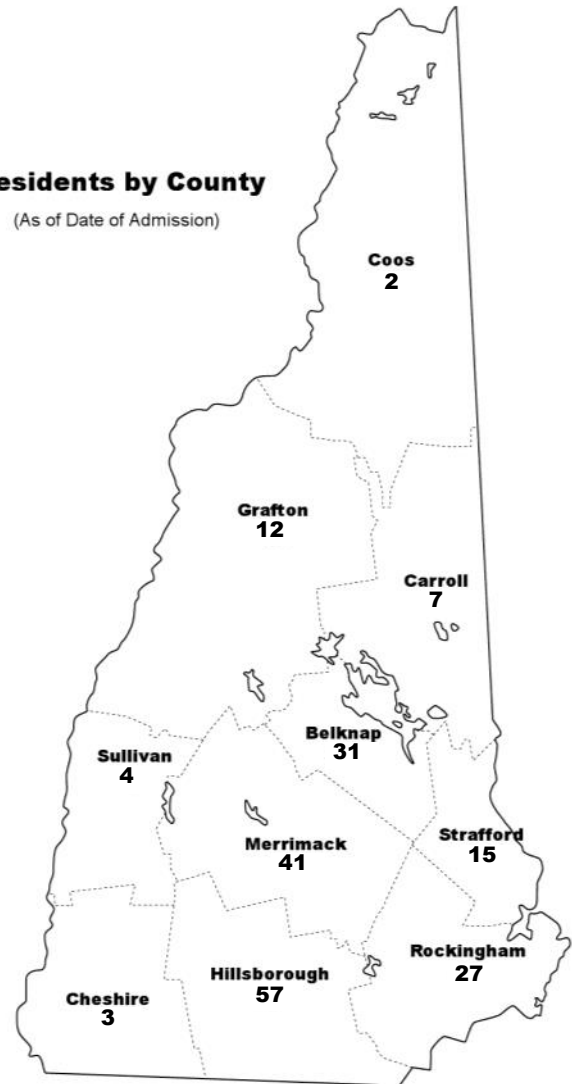 esidents by County
(As of Date of Admission)
Coos
2
Grafton
12
Carroll
7
Belknap
31
Sullivan
4
Merrimack
41
Strafford
15
Rockingham
27
Hillsborough
57
Cheshire
3